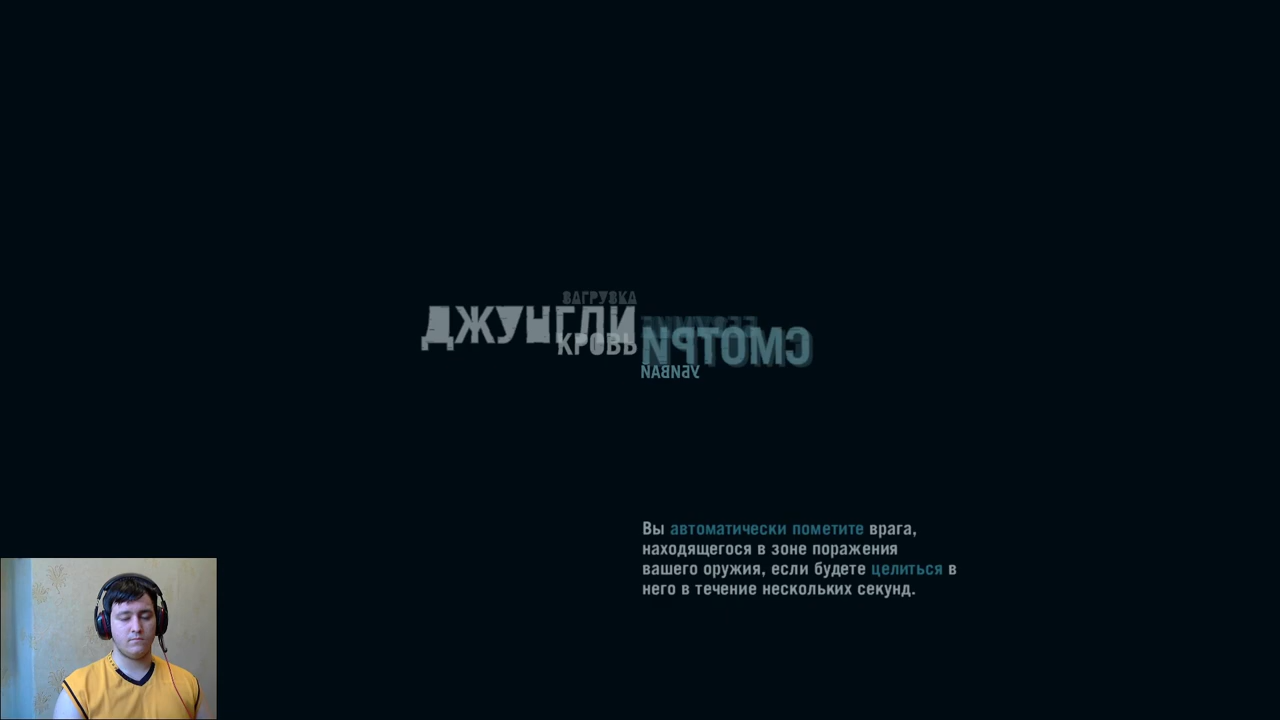 ЗАГРУЗКА
ДЖУНГЛИ
КРОВЬ
СМОТРИ
УБИВАЙ
Вы автоматически пометите врага,
находящегося в зоне поражения
вашего оружия, если будете целиться в
него в течение нескольких секунд.